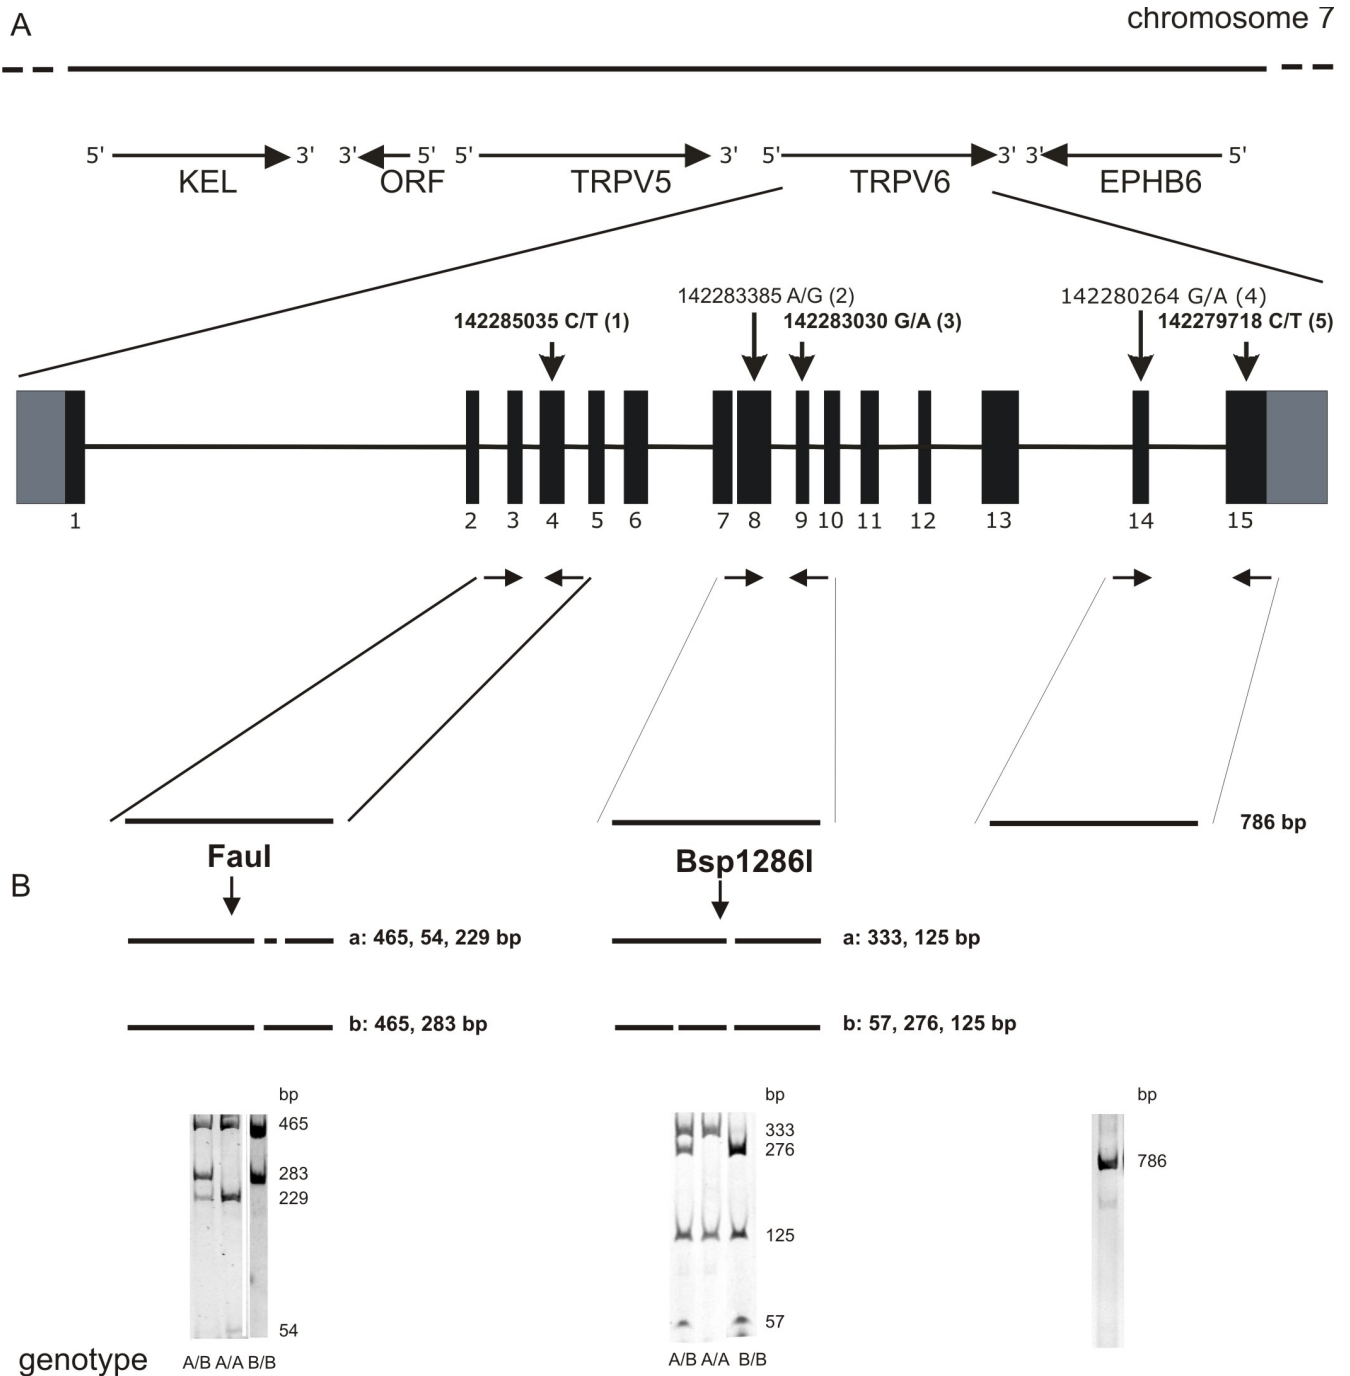 A
chromosome 7
5' 3' 3' 5' 5' 3' 5' 3' 3' 5'
KEL ORF TRPV5 TRPV6 EPHB6
142283385 A/G (2) 142280264 G/A (4)
142285035 C/T (1) 142283030 G/A (3) 142279718 C/T (5)
1 2 3 4 5 6 7 8 9 10 11 12 13 14 15
786 bp
FauI Bsp1286I
B
a: 465, 54, 229 bp a: 333, 125 bp
b: 465, 283 bp b: 57, 276, 125 bp
bp bp bp
465 333
276
283 786
229
125
57
54
genotype A/B A/A B/B A/B A/A B/B